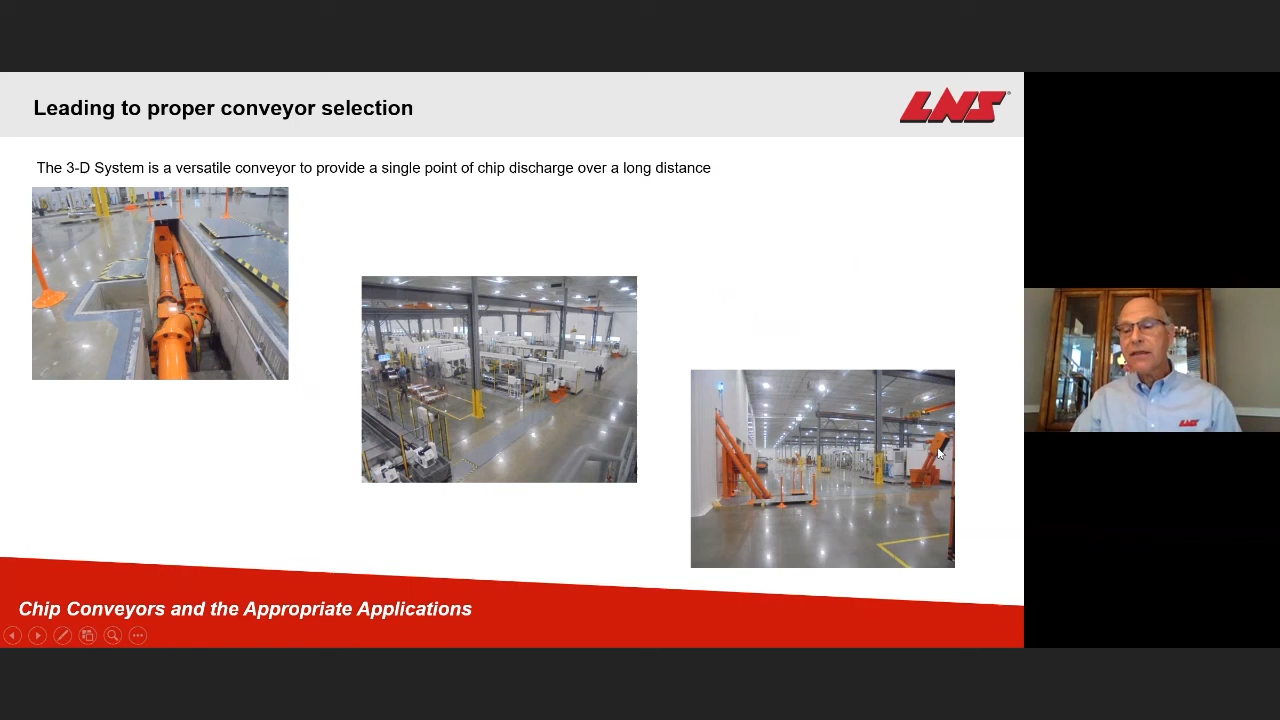 Leading to proper conveyor selection
LNS
The 3-D System is a versatile conveyor to provide a single point of chip discharge over a long distance
LNS
Chip Conveyors and the Appropriate Applications